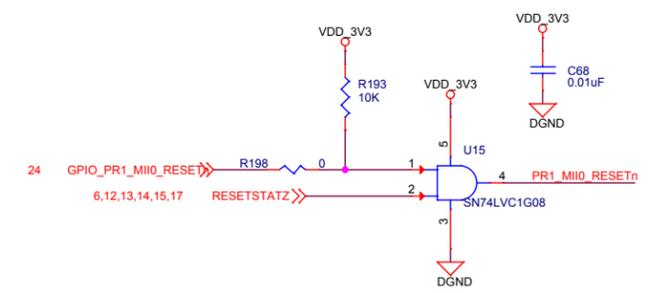 VDD_3V3
VDD_3V3
R193
10K
C68
0.01uF
VDD_3V3
DGND
5
U15
24 GPIO_PR1_MII0_RESETn R198 0 1
4 PR1_MII0_RESETn
6,12,13,14,15,17 RESETSTATZ 2
SN74LVC1G08
3
DGND